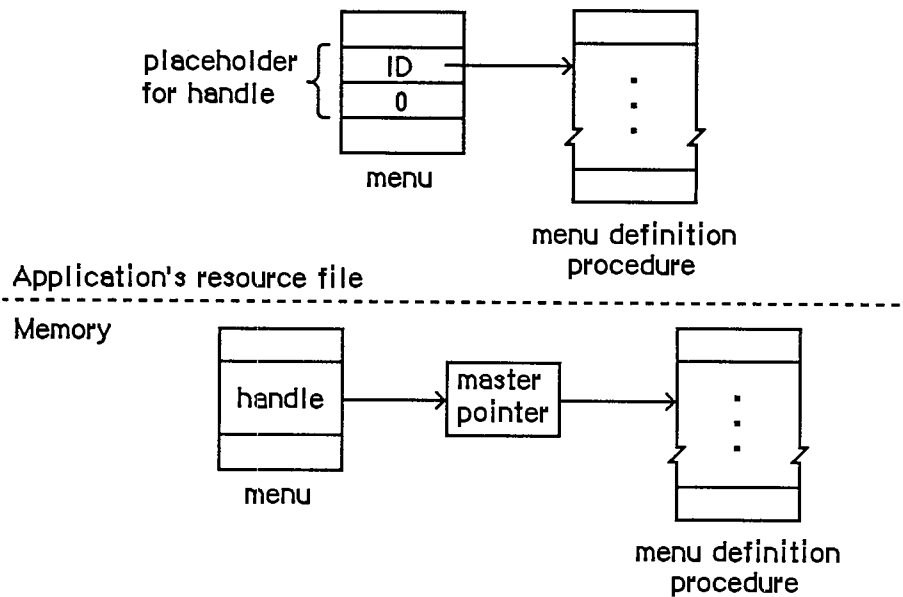 placeholder
for handle
ID
0
menu
menu definition
procedure
Application's resource file
Memory
handle
master
pointer
menu
menu definition
procedure